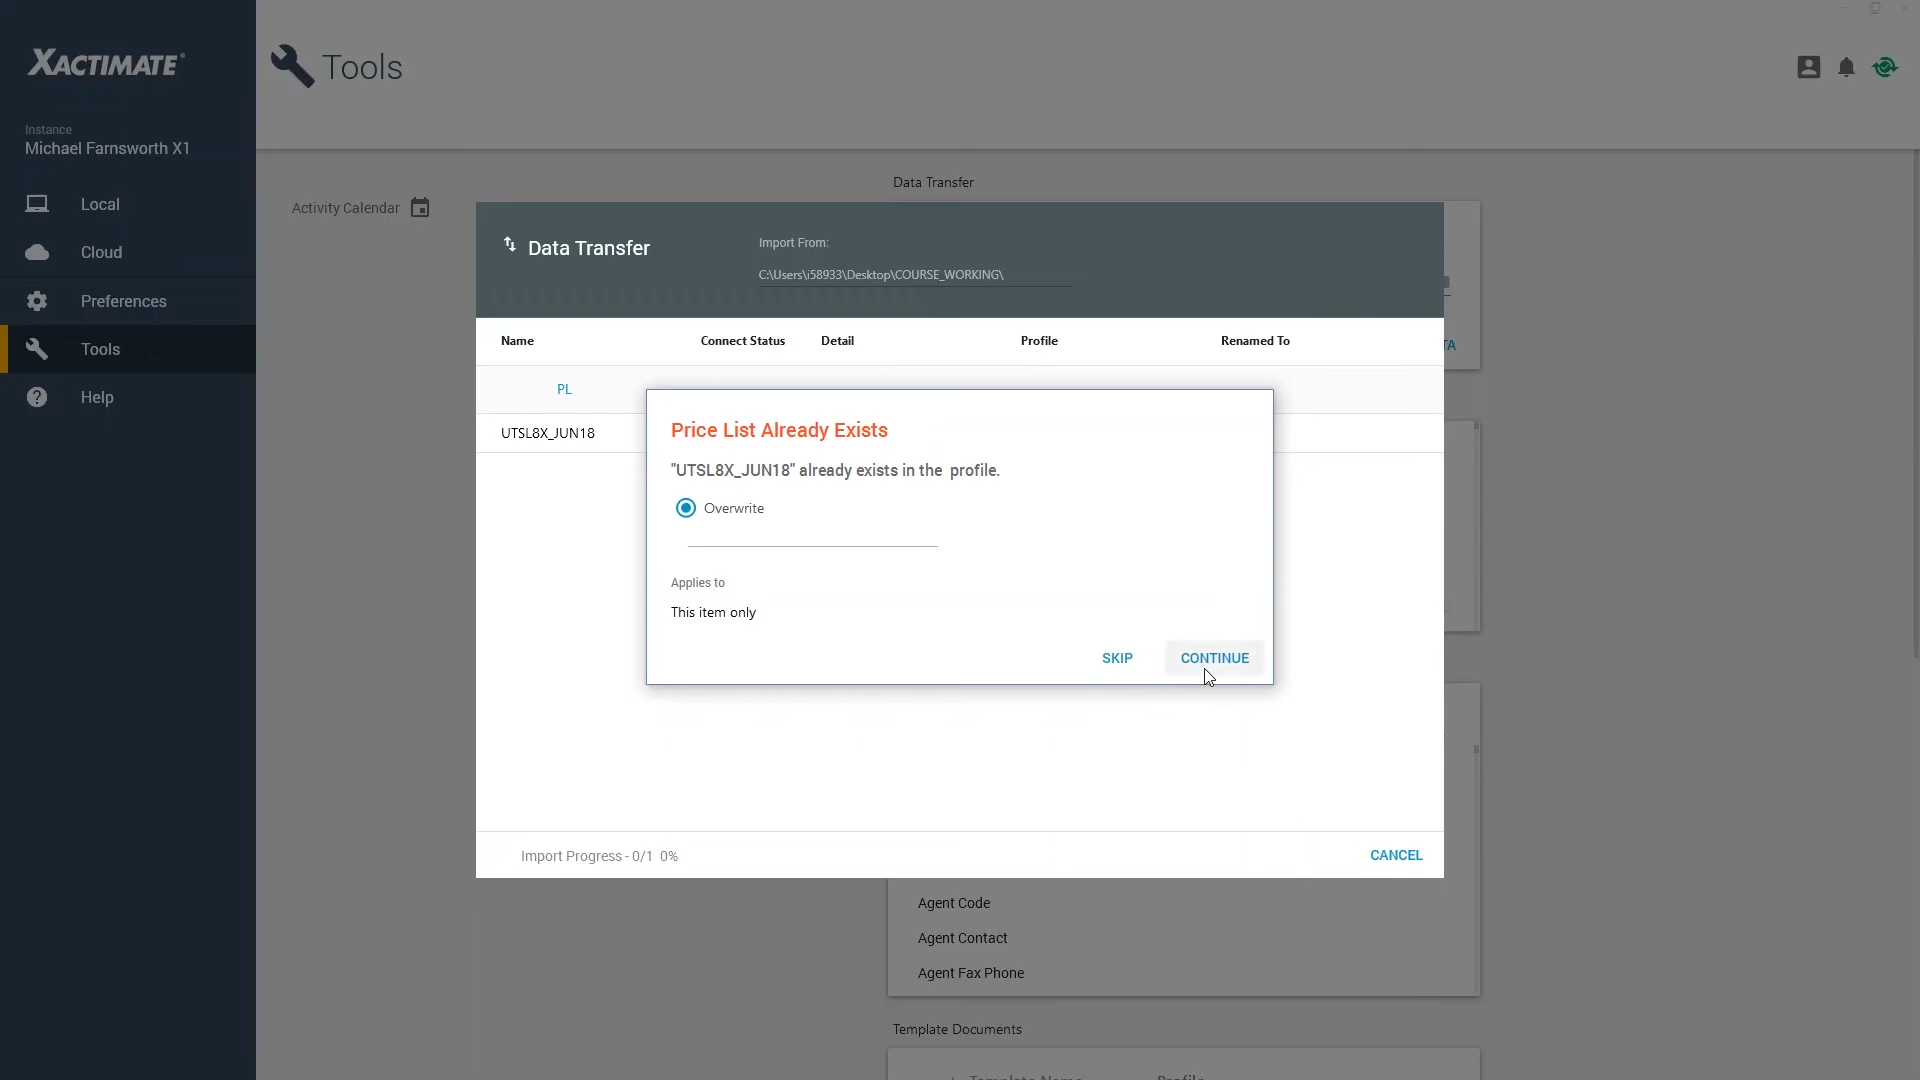 XACTIMATE®
Tools
Instance
Michael Farnsworth X1
Local
Cloud
Preferences
Tools
Help
Activity Calendar
Data Transfer
Data Transfer
Import From:
C:\Users\i58933\Desktop\COURSE_WORKING\
Name Connect Status Detail Profile Renamed To
TA
PL
UTSL8X_JUN18
Price List Already Exists
"UTSL8X_JUN18" already exists in the profile.
Overwrite
Applies to
This item only
SKIP CONTINUE
Import Progress - 0/1 0%
CANCEL
Agent Code
Agent Contact
Agent Fax Phone
Template Documents
Template Name Profile